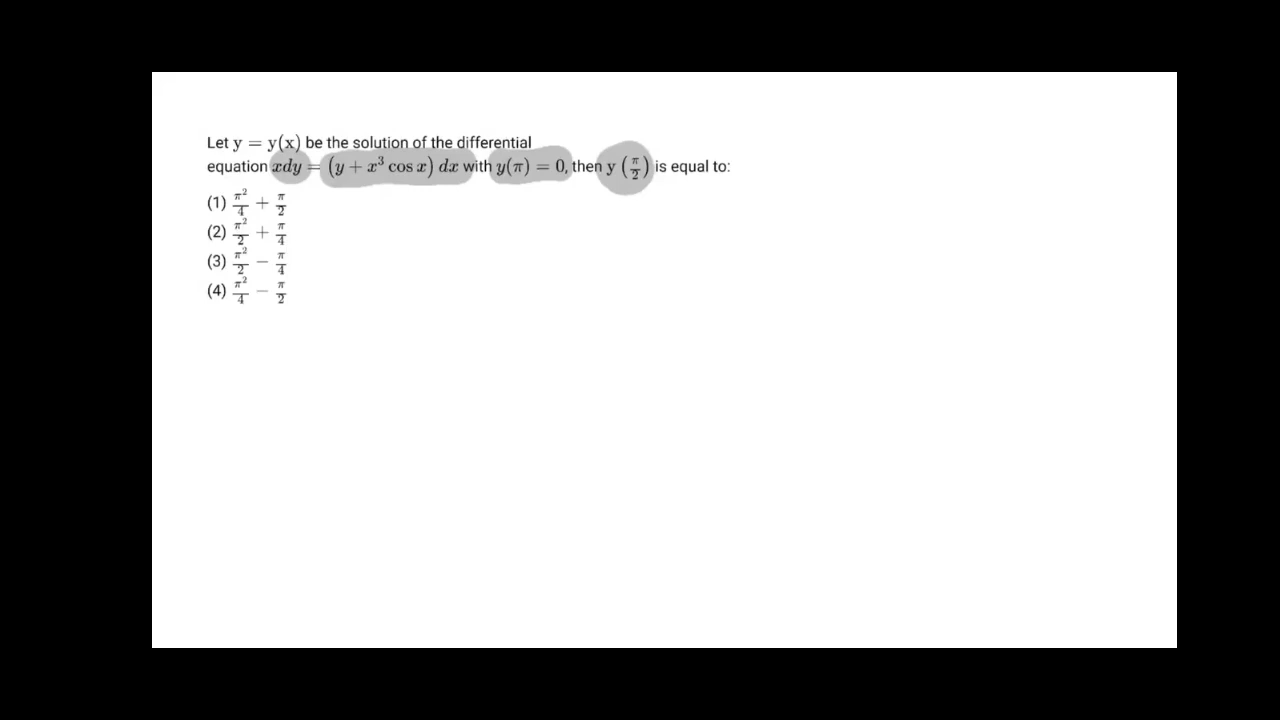 Let y = y(x) be the solution of the differential
equation xdy = (y + x³ cos x) dx with y(π) = 0, then y (π/2) is equal to:
(1) π²/4 + π/2
(2) π²/2 + π/4
(3) π²/2 − π/4
(4) π²/4 − π/2